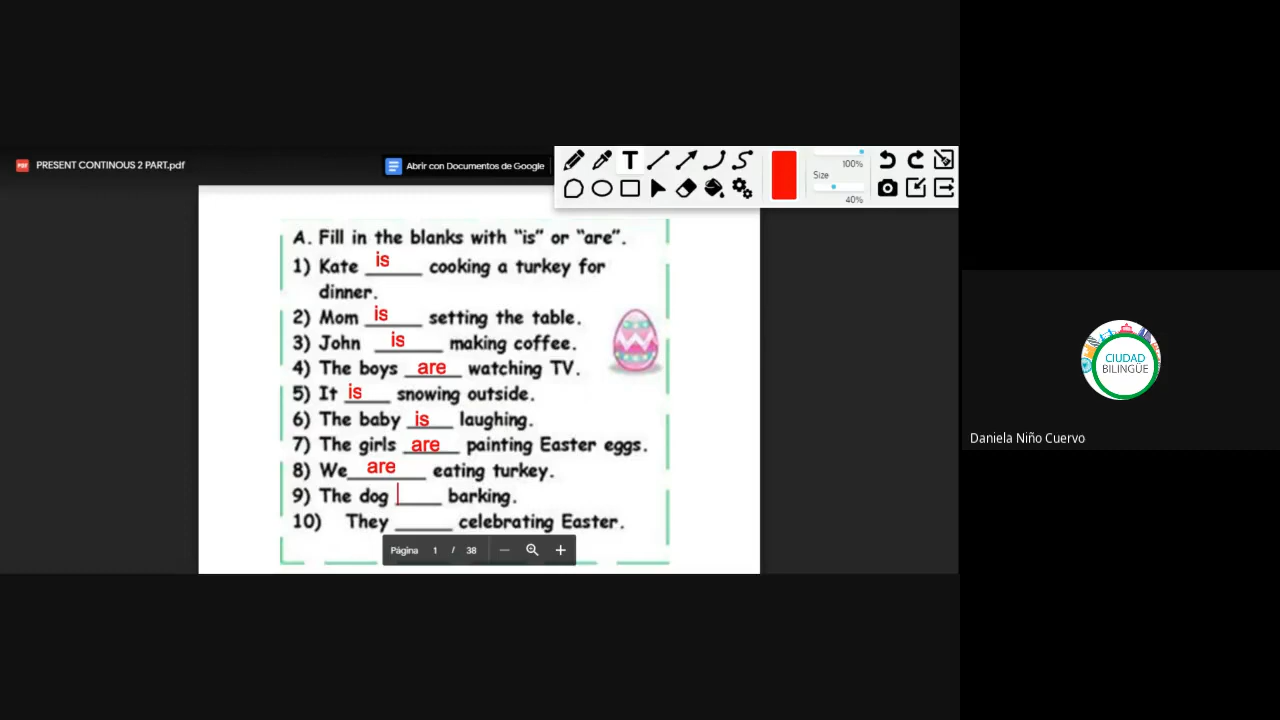 PRESENT CONTINOUS 2 PART.pdf
Abrir con Documentos de Google
100%
Size
40%
A. Fill in the blanks with “is” or “are”.
1) Kate is cooking a turkey for
dinner.
2) Mom is setting the table.
3) John is making coffee.
4) The boys are watching TV.
5) It is snowing outside.
6) The baby is laughing.
7) The girls are painting Easter eggs.
8) We are eating turkey.
9) The dog _____ barking.
10) They ______ celebrating Easter.
Página 1 / 38
CIUDAD
BILINGÜE
Daniela Niño Cuervo